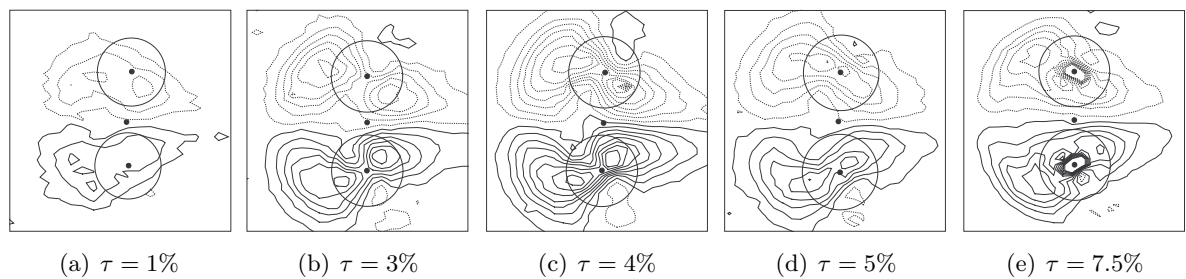 (a) τ = 1%
(b) τ = 3%
(c) τ = 4%
(d) τ = 5%
(e) τ = 7.5%